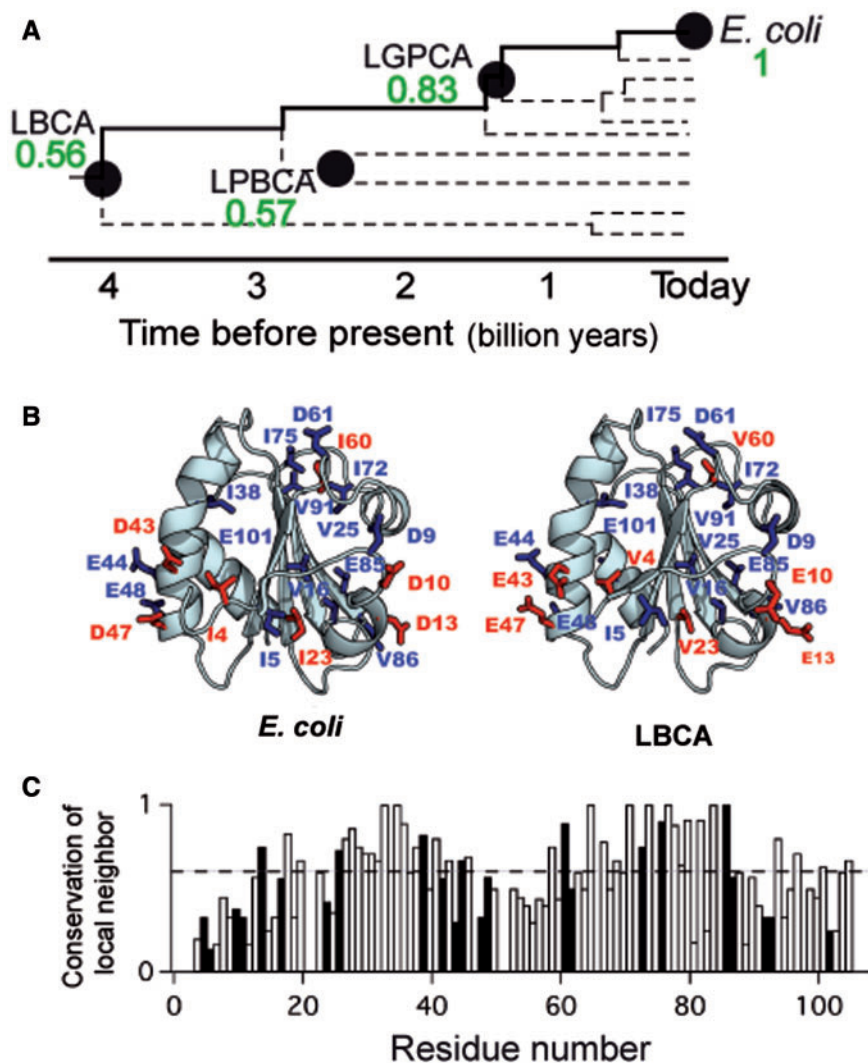 A
E. coli
1
LGPCA
0.83
LBCA
0.56
LPBCA
0.57
4 3 2 1 Today
Time before present (billion years)
B
D61
I75 I60
I72
I38
V91
D43 E101 V25 D9
E44 E85
D10
E48 V16
D47 D13
I4
I5 I23 V86
E. coli
I75 D61
V60
I72
I38
V91
E101 V25 D9
E44 E85
E43 V4 E10
V16
E47 E48 V86
I5
V23 E13
LBCA
C
Conservation of
local neighbor
1
0
0 20 40 60 80 100
Residue number